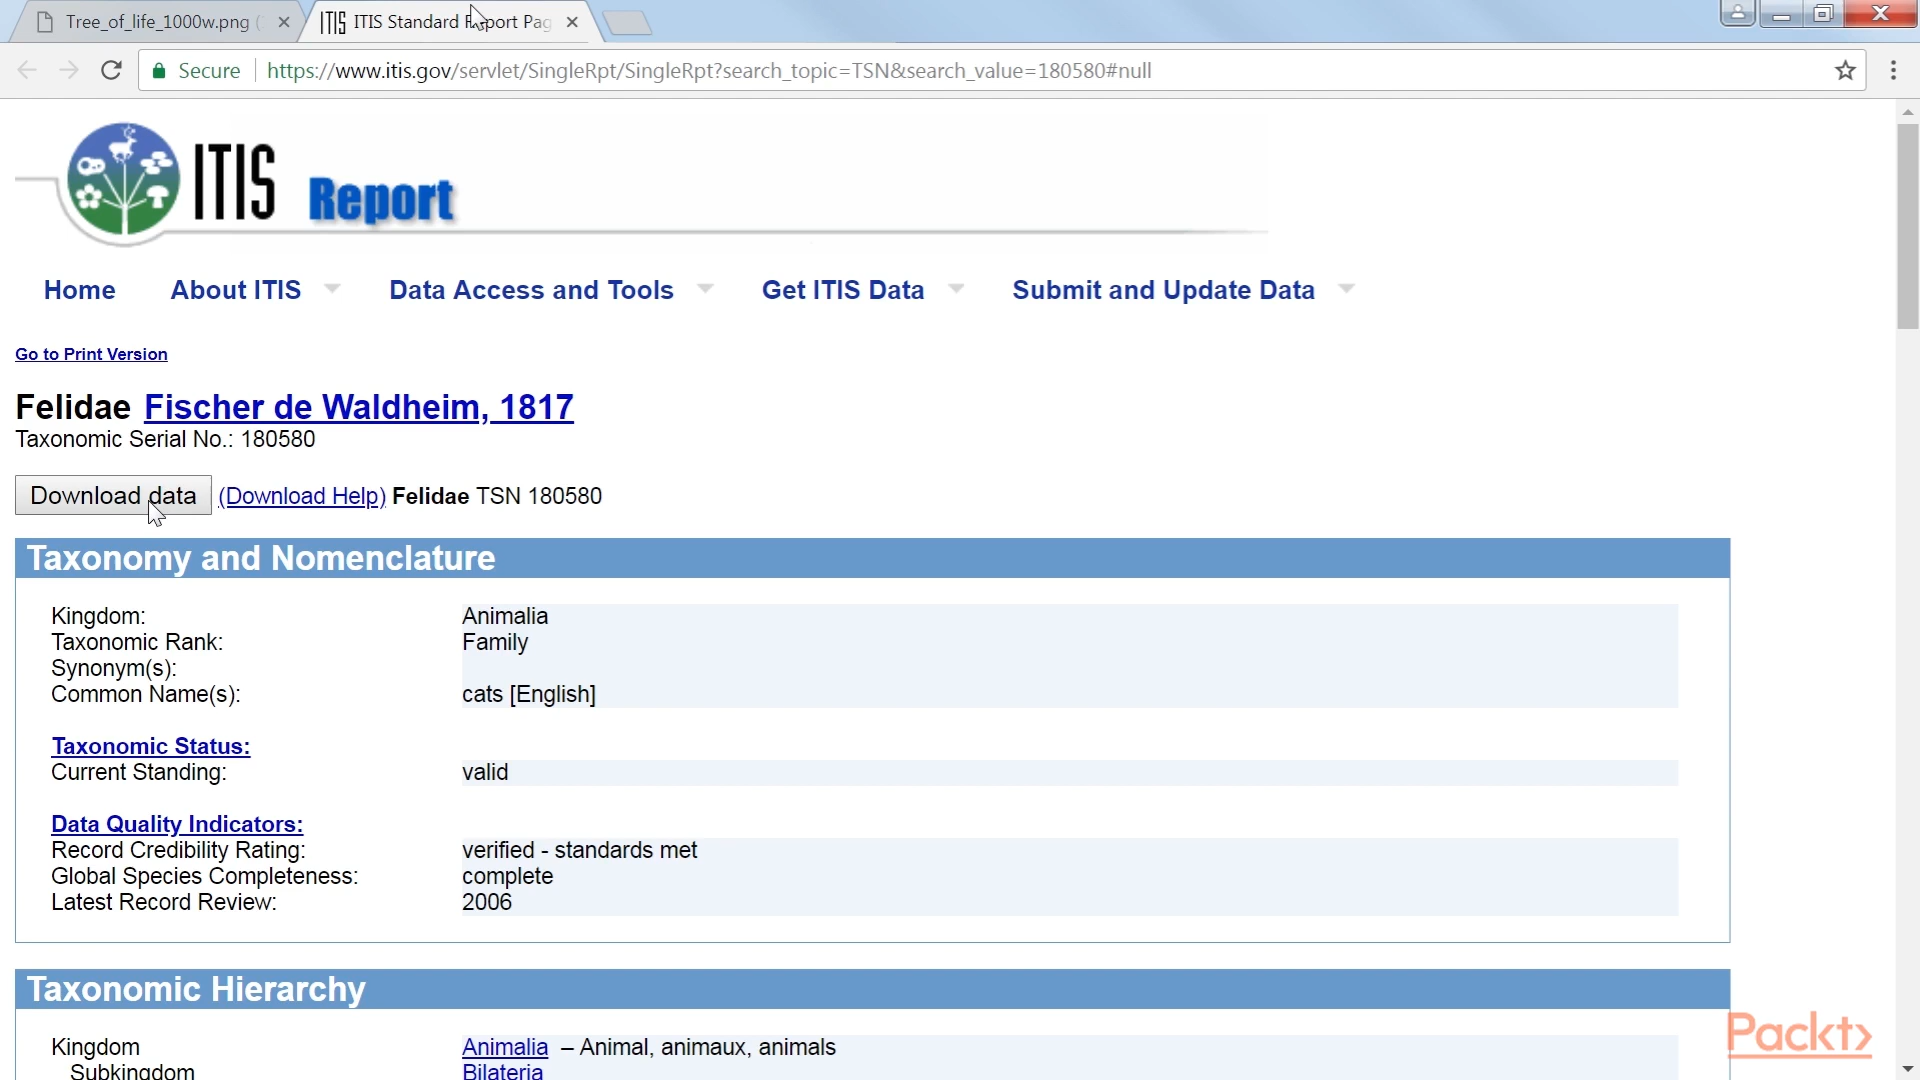 Tree_of_life_1000w.png (
ITIS Standard Report Pag
Secure
https://www.itis.gov/servlet/SingleRpt/SingleRpt?search_topic=TSN&search_value=180580#null
ITIS Report
Home About ITIS Data Access and Tools Get ITIS Data Submit and Update Data
Go to Print Version
Felidae Fischer de Waldheim, 1817
Taxonomic Serial No.: 180580
Download data (Download Help) Felidae TSN 180580
Taxonomy and Nomenclature
Kingdom: Animalia
Taxonomic Rank: Family
Synonym(s):
Common Name(s): cats [English]
Taxonomic Status:
Current Standing: valid
Data Quality Indicators:
Record Credibility Rating: verified - standards met
Global Species Completeness: complete
Latest Record Review: 2006
Taxonomic Hierarchy
Kingdom Animalia – Animal, animaux, animals
Subkingdom Bilateria
Packt